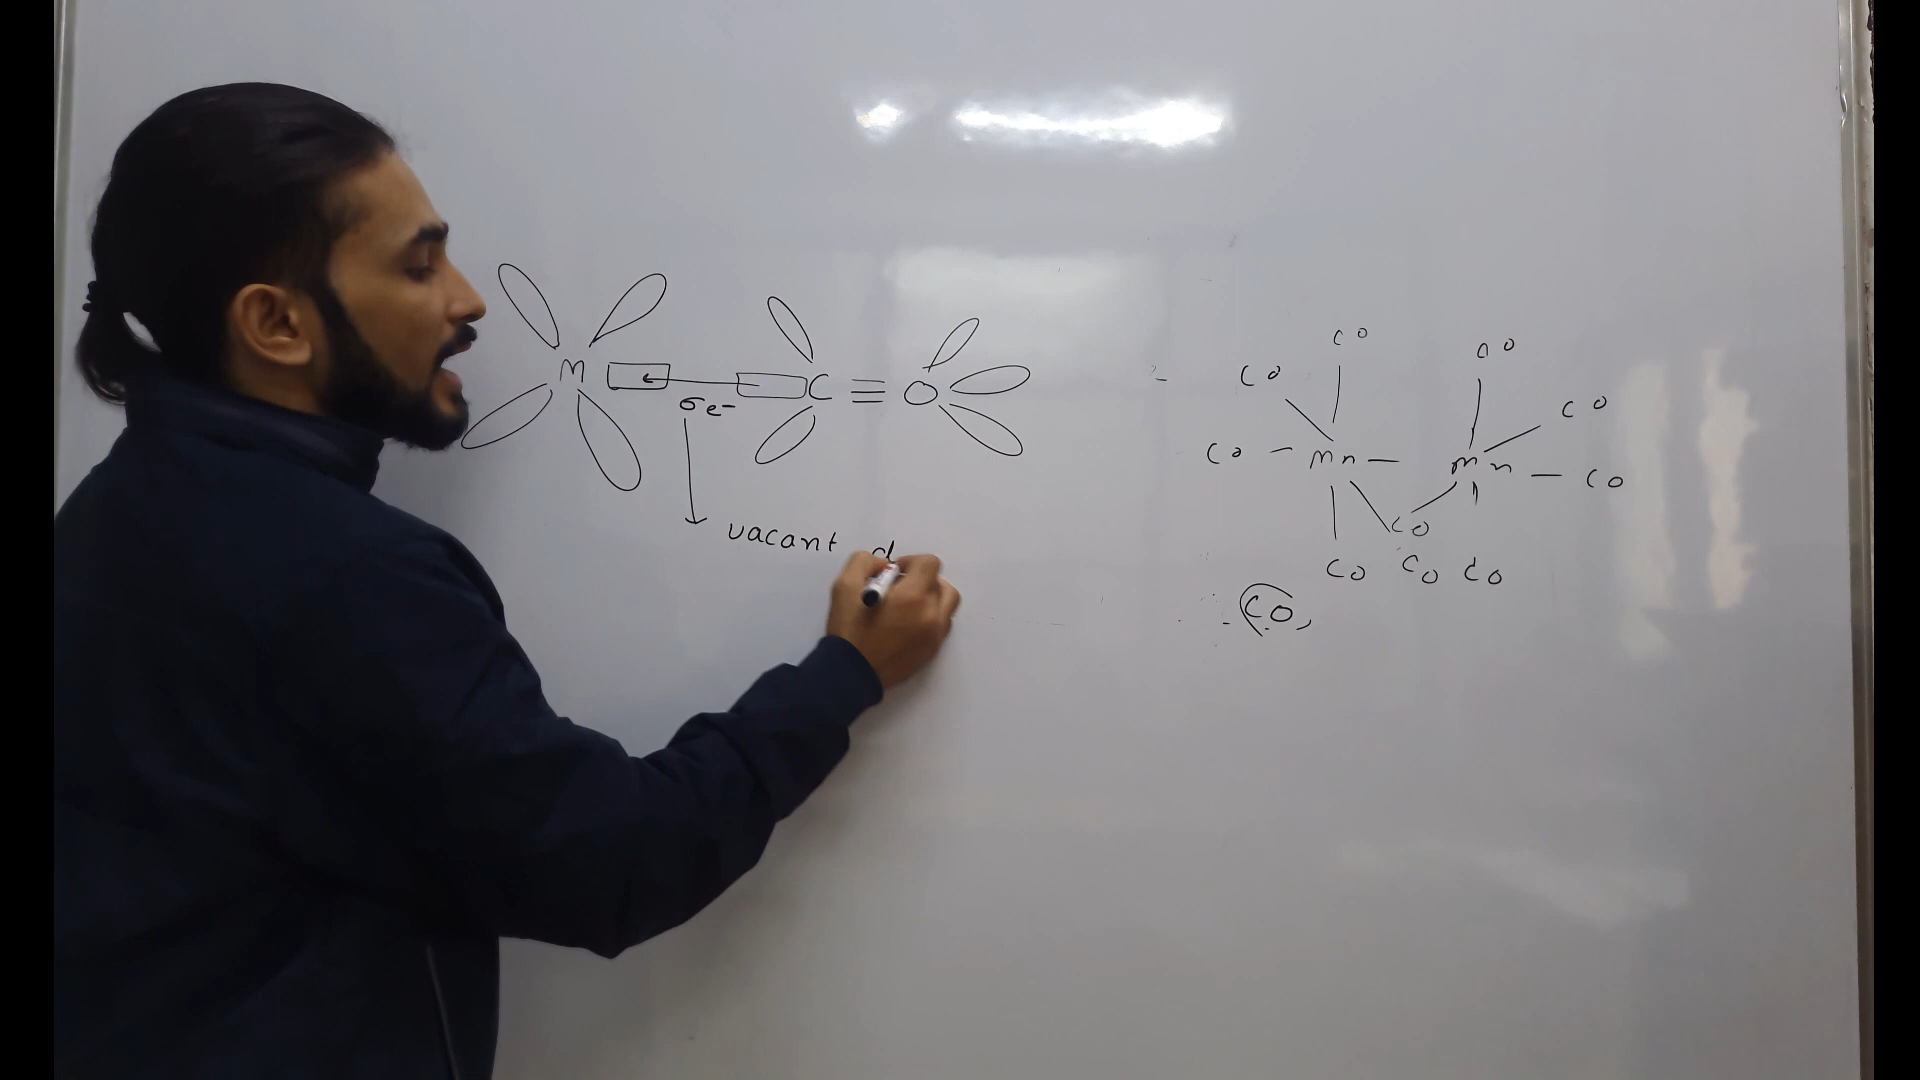 M C ≡ O
σe⁻
vacant d
CO CO
CO CO
CO - Mn - Mn - CO
CO
CO CO CO
CO,